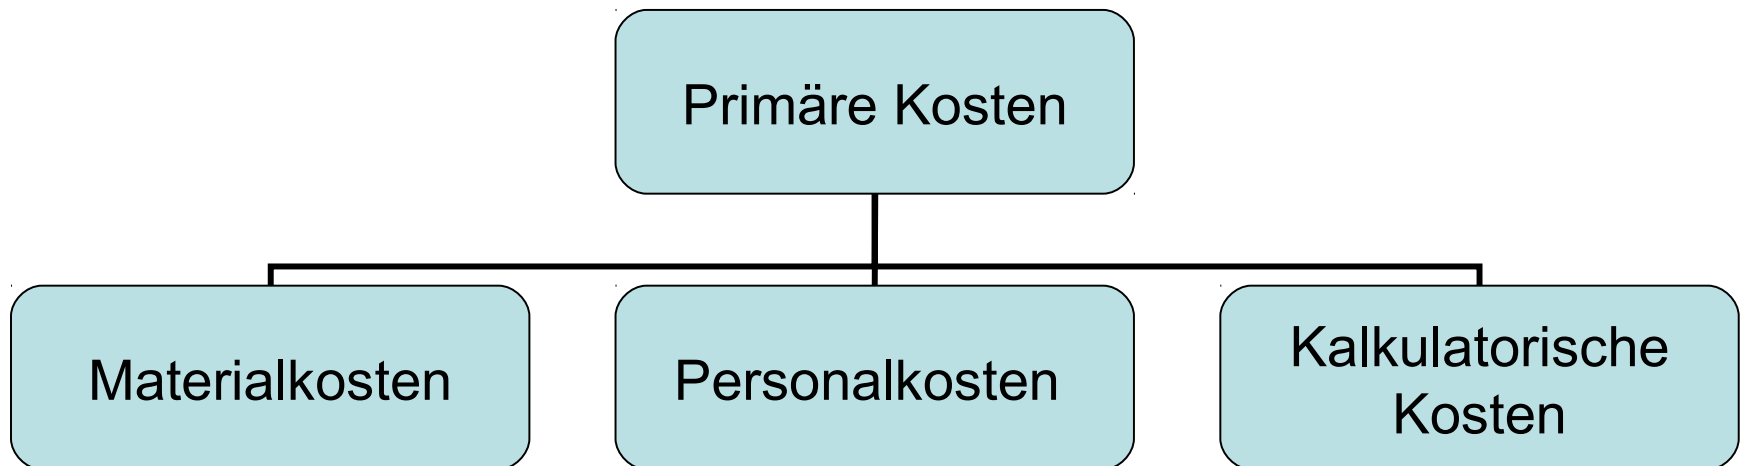 Primäre Kosten
Materialkosten
Personalkosten
Kalkulatorische
Kosten